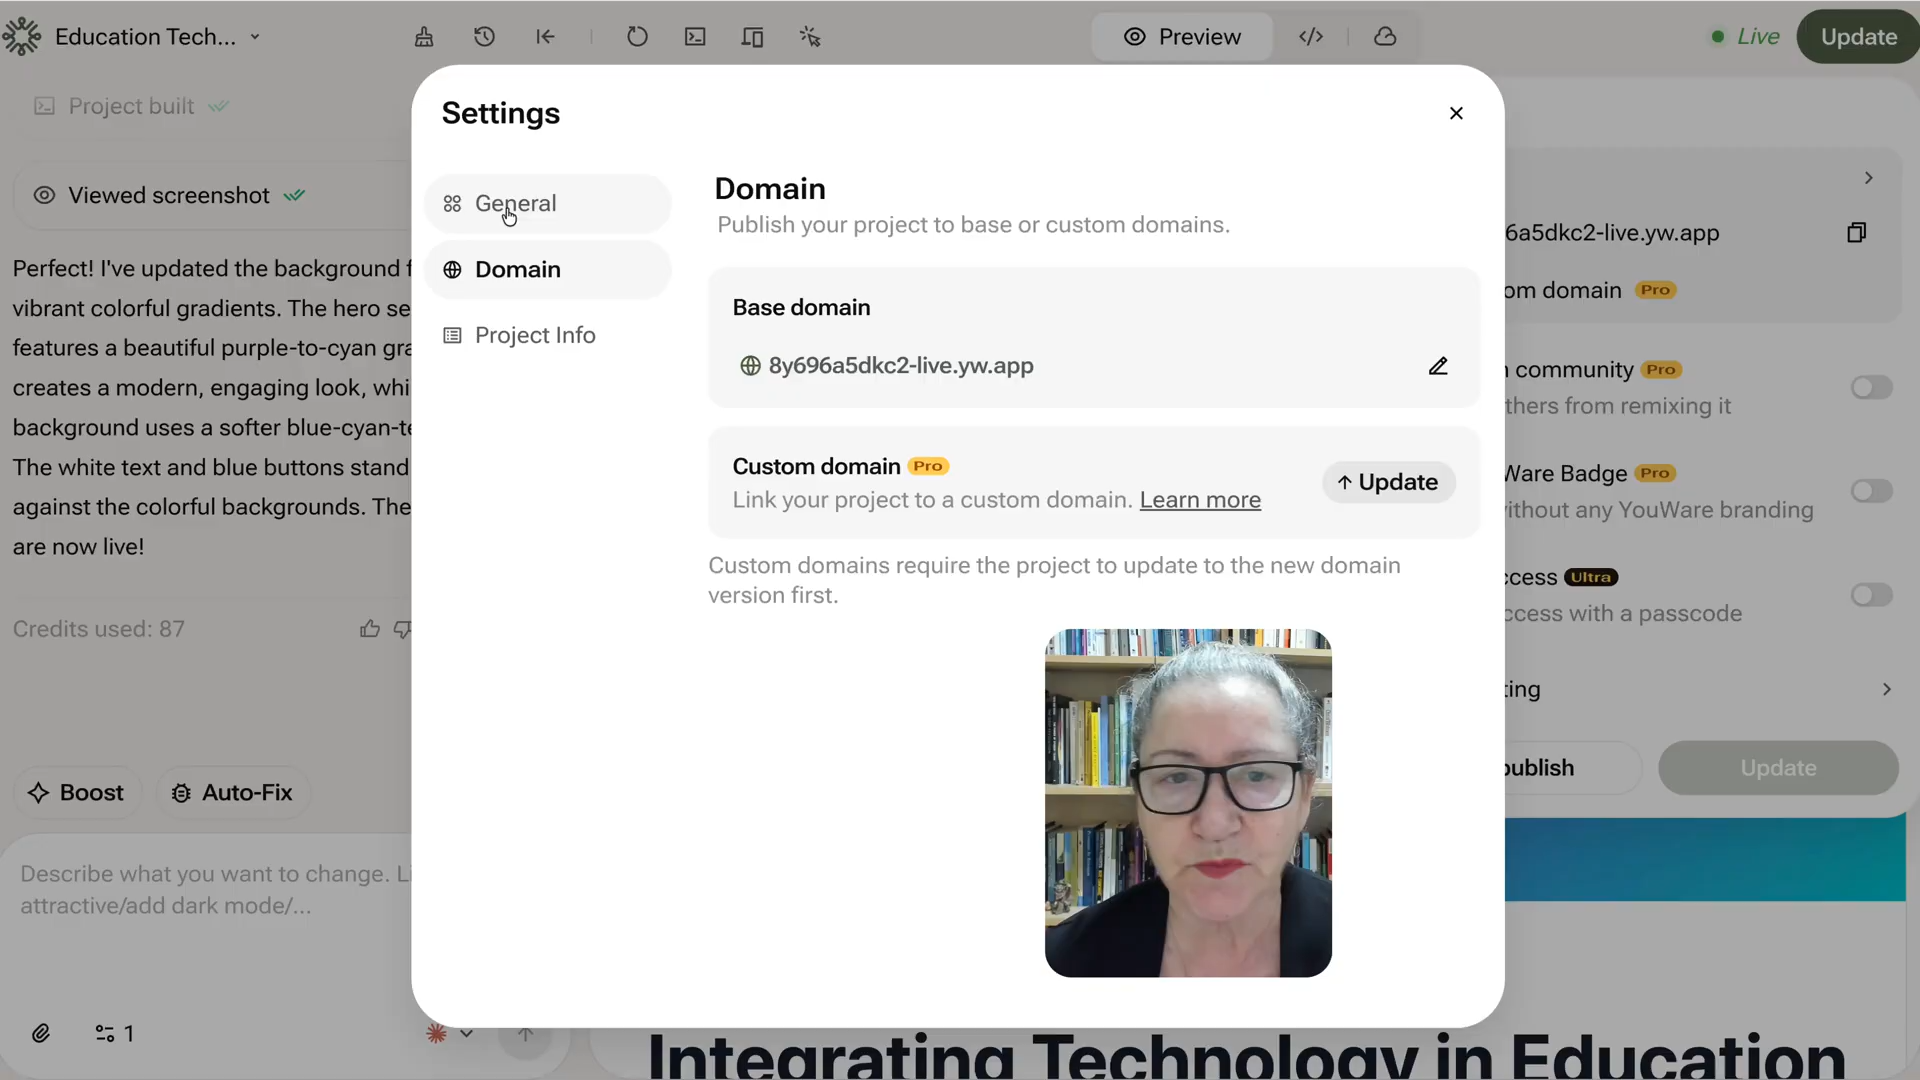 Education Tech...
Preview
Live
Update
Project built
Viewed screenshot
Perfect! I've updated the background f
vibrant colorful gradients. The hero se
features a beautiful purple-to-cyan gra
creates a modern, engaging look, whi
background uses a softer blue-cyan-te
The white text and blue buttons stand
against the colorful backgrounds. The
are now live!
Credits used: 87
Boost
Auto-Fix
Describe what you want to change. Li
attractive/add dark mode/...
1
Settings
General
Domain
Project Info
Domain
Publish your project to base or custom domains.
Base domain
8y696a5dkc2-live.yw.app
Custom domain Pro
Link your project to a custom domain. Learn more
Update
Custom domains require the project to update to the new domain
version first.
6a5dkc2-live.yw.app
om domain Pro
n community Pro
thers from remixing it
Ware Badge Pro
ithout any YouWare branding
ccess Ultra
ccess with a passcode
ting
publish
Update
Integrating Technology in Education